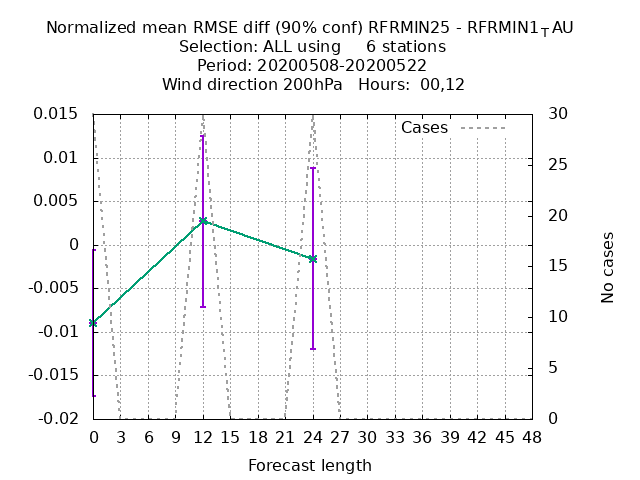 Normalized mean RMSE diff (90% conf) RFRMIN25 - RFRMIN1TAU
Selection: ALL using     6 stations
Period: 20200508-20200522
Wind direction 200hPa   Hours:  00,12
Cases
0.015
0.01
0.005
0
-0.005
-0.01
-0.015
-0.02
30
25
20
15
10
5
0
No cases
0 3 6 9 12 15 18 21 24 27 30 33 36 39 42 45 48
Forecast length